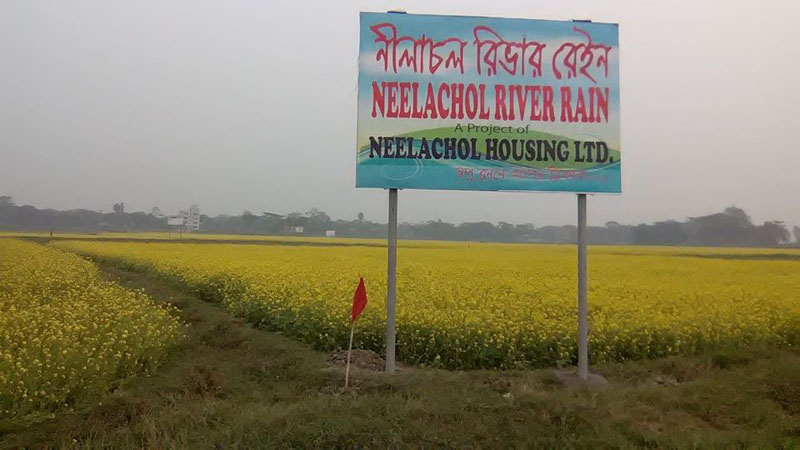 নীলাচল রিভার রেইন
NEELACHOL RIVER RAIN
A Project of
NEELACHOL HOUSING LTD.